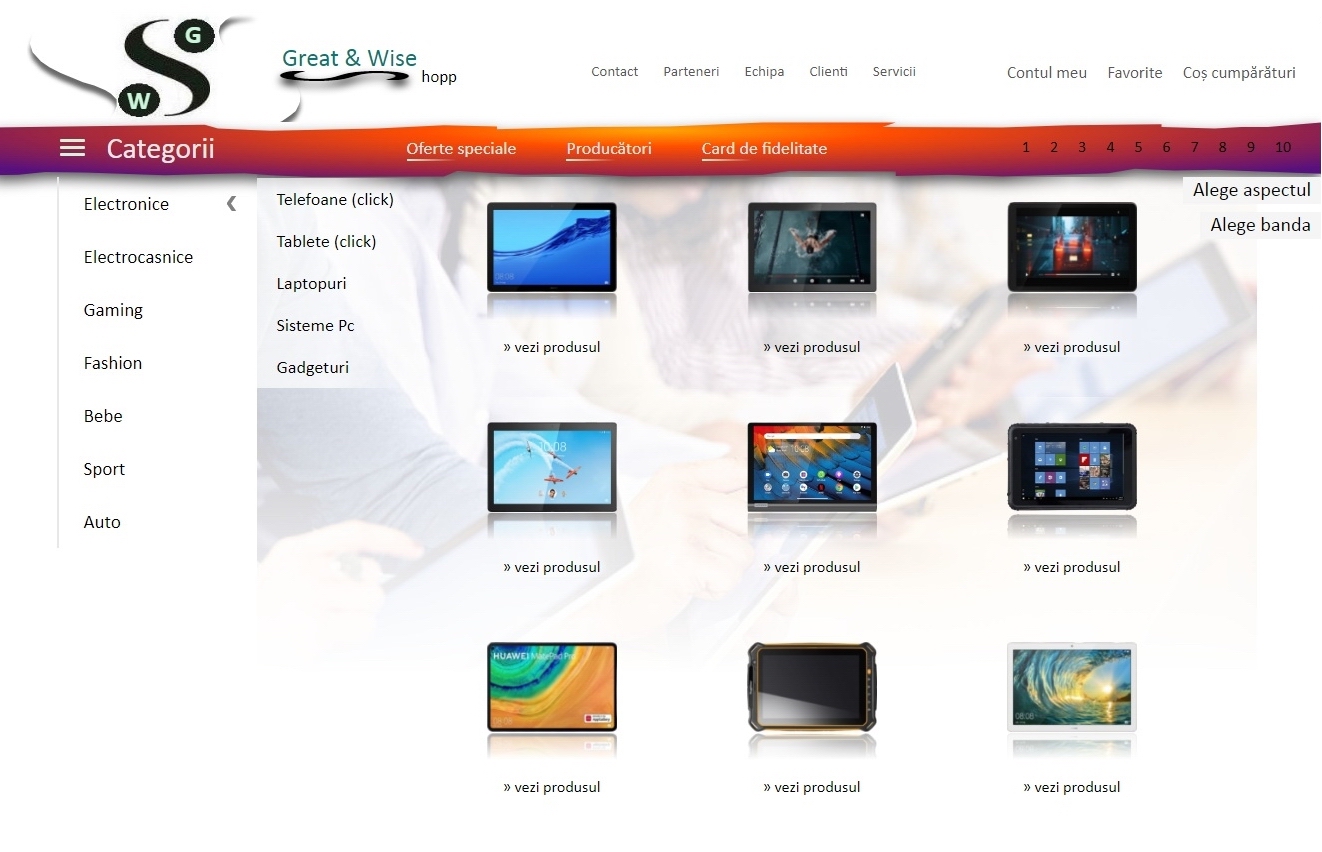 G
W
Great & Wise
hopp
Contact Parteneri Echipa Clienti Servicii
Contul meu Favorite Coș cumpărături
Categorii
Oferte speciale Producători Card de fidelitate
1 2 3 4 5 6 7 8 9 10
Alege aspectul
Alege banda
Electronice
Electrocasnice
Gaming
Fashion
Bebe
Sport
Auto
Telefoane (click)
Tablete (click)
Laptopuri
Sisteme Pc
Gadgeturi
» vezi produsul » vezi produsul » vezi produsul
» vezi produsul » vezi produsul » vezi produsul
HUAWEI MatePad Pro
08:08
» vezi produsul » vezi produsul » vezi produsul